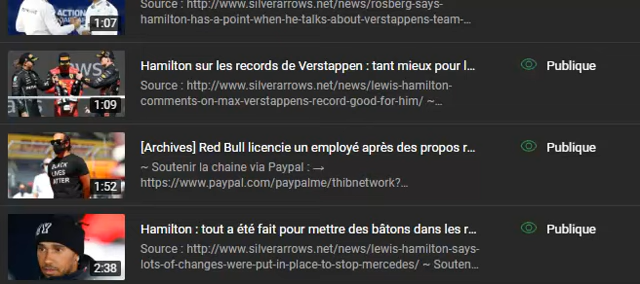 ACTION
1:07
Source : http://www.silverarrows.net/news/rosberg-says-
hamilton-has-a-point-when-he-talks-about-verstappens-team-...
Hamilton sur les records de Verstappen : tant mieux pour l...
Source : http://www.silverarrows.net/news/lewis-hamilton-
comments-on-max-verstappens-record-good-for-him/ ~...
1:09
Publique
[Archives] Red Bull licencie un employé après des propos r...
~ Soutenir la chaine via Paypal : →
https://www.paypal.com/paypalme/thibnetwork?...
BLACK
LIVES
MATTER
1:52
Publique
Hamilton : tout a été fait pour mettre des bâtons dans les r...
Source : http://www.silverarrows.net/news/lewis-hamilton-says-
lots-of-changes-were-put-in-place-to-stop-mercedes/ ~ Souten...
2:38
Publique